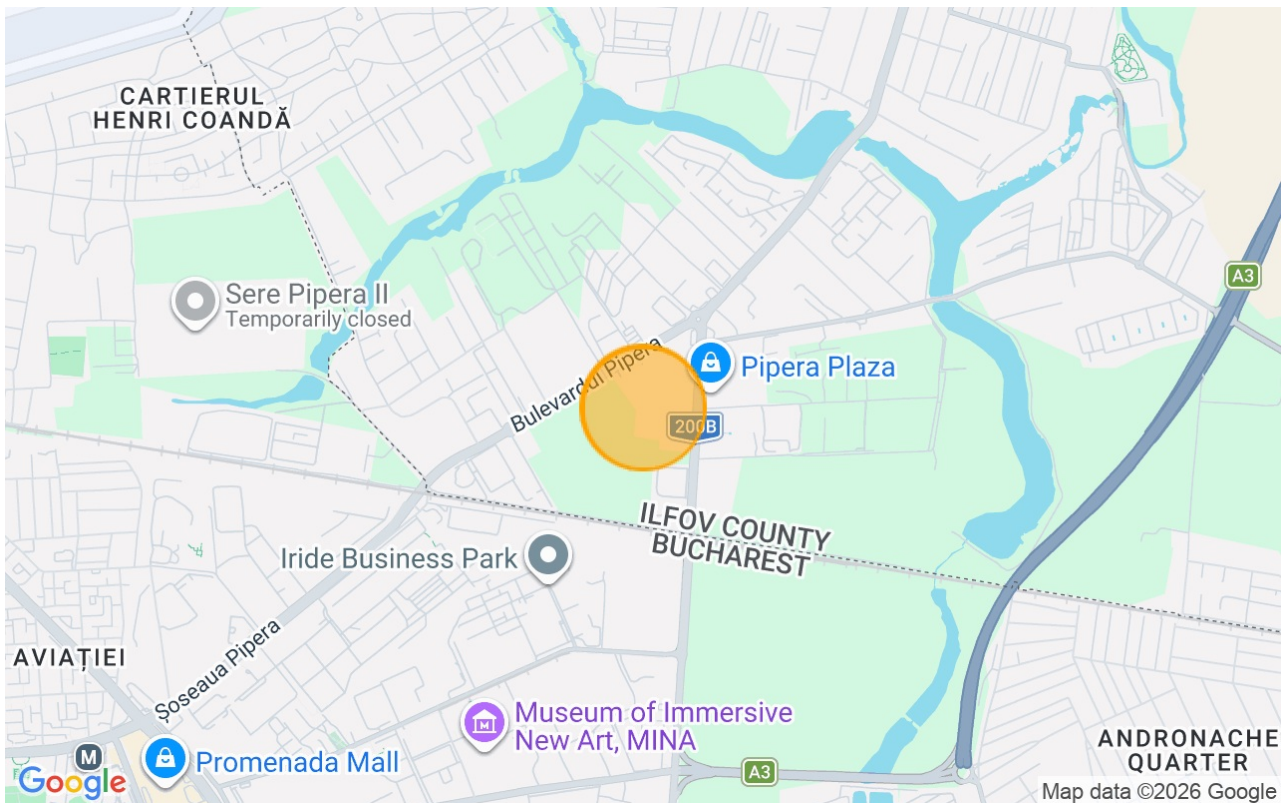 CARTIERUL
HENRI COANDĂ
Sere Pipera II
Temporarily closed
A3
Bulevardul Pipera
Pipera Plaza
200B
ILFOV COUNTY
BUCHAREST
Iride Business Park
AVIAȚIEI
Șoseaua Pipera
Museum of Immersive
New Art, MINA
M
Promenada Mall
A3
ANDRONACHE
QUARTER
Google
Map data ©2026 Google